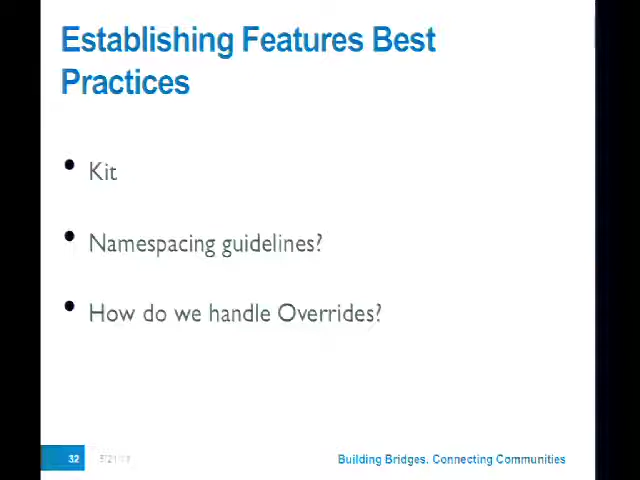 Establishing Features Best
Practices
• Kit
• Namespacing guidelines?
• How do we handle Overrides?
32
Building Bridges. Connecting Communities